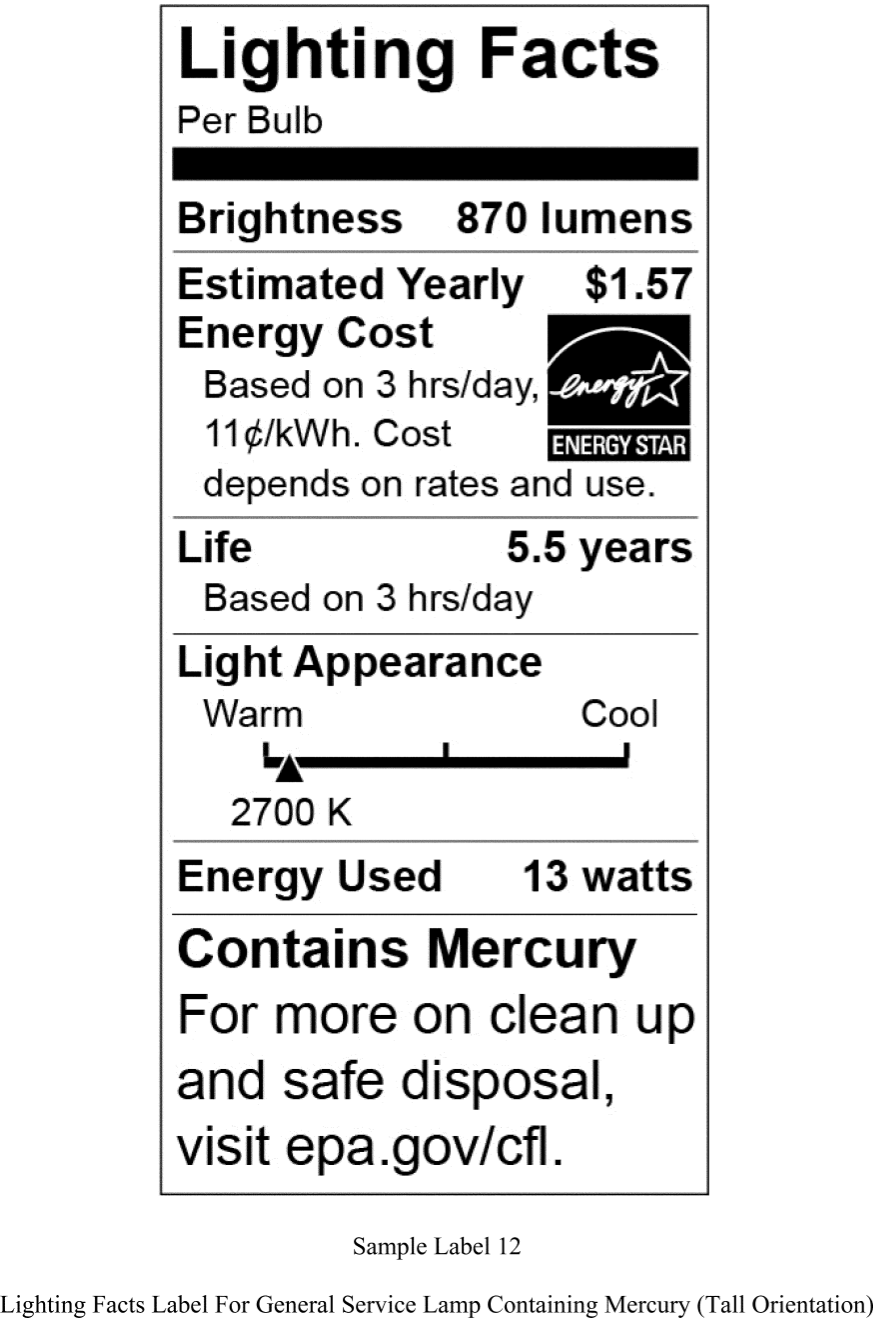 Lighting Facts
Per Bulb
Brightness 870 lumens
Estimated Yearly $1.57
Energy Cost
Based on 3 hrs/day,
energy
11¢/kWh. Cost
ENERGY STAR
depends on rates and use.
Life 5.5 years
Based on 3 hrs/day
Light Appearance
Warm Cool
2700 K
Energy Used 13 watts
Contains Mercury
For more on clean up
and safe disposal,
visit epa.gov/cfl.
Sample Label 12
Lighting Facts Label For General Service Lamp Containing Mercury (Tall Orientation)